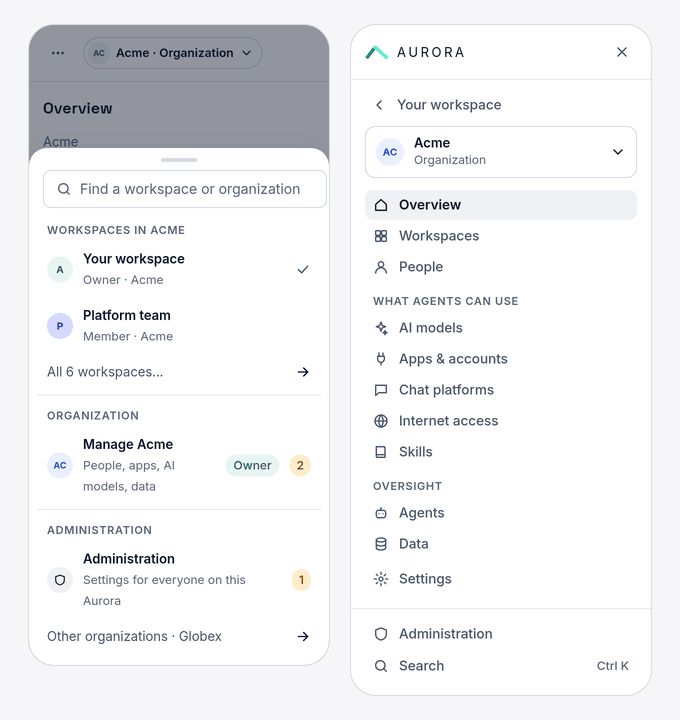 AC Acme · Organization
Overview
Acme
Find a workspace or organization
WORKSPACES IN ACME
A
Your workspace
Owner · Acme
P
Platform team
Member · Acme
All 6 workspaces...
ORGANIZATION
AC
Manage Acme
People, apps, AI
models, data
Owner
2
ADMINISTRATION
Administration
Settings for everyone on this
Aurora
1
Other organizations · Globex
AURORA
Your workspace
AC
Acme
Organization
Overview
Workspaces
People
WHAT AGENTS CAN USE
AI models
Apps & accounts
Chat platforms
Internet access
Skills
OVERSIGHT
Agents
Data
Settings
Administration
Search Ctrl K